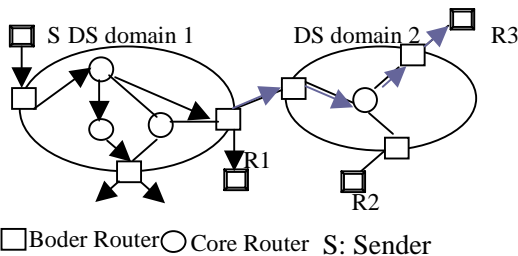 S DS domain 1 DS domain 2 R3
R1
R2
Boder Router Core Router S: Sender